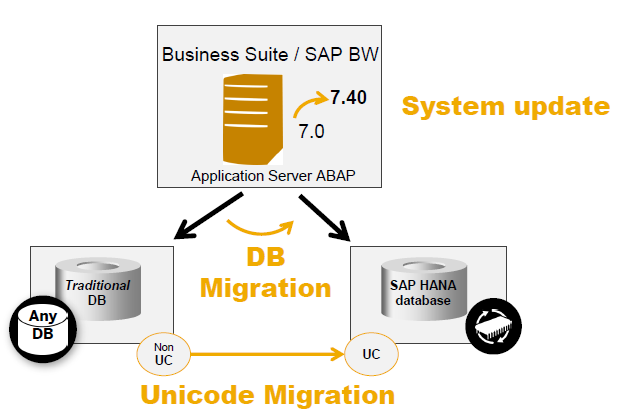 Business Suite / SAP BW
7.40
7.0
System update
Application Server ABAP
DB
Migration
Traditional
DB
SAP HANA
database
Any
DB
Non
UC
UC
Unicode Migration